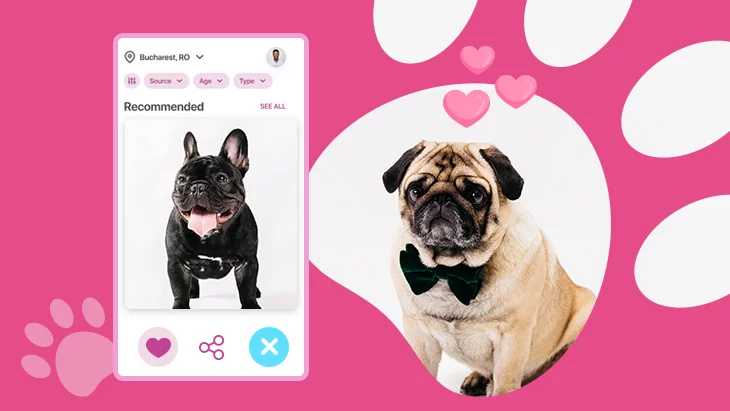 Bucharest, RO
Source Age Type
Recommended SEE ALL